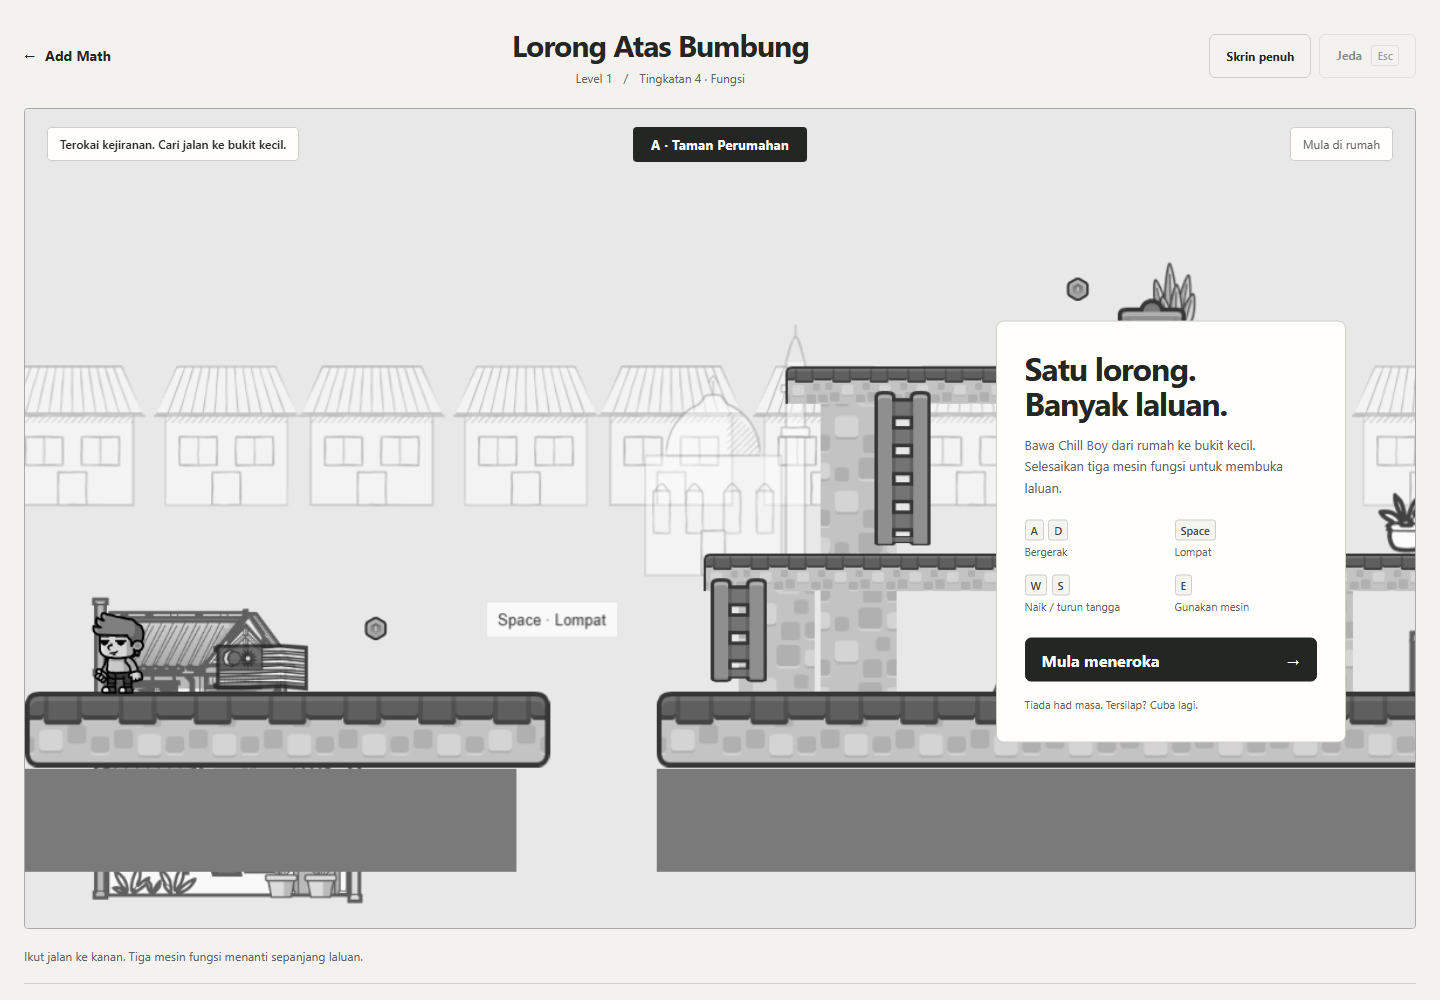 ← Add Math
Lorong Atas Bumbung
Level 1 / Tingkatan 4 · Fungsi
Skrin penuh
Jeda Esc
Terokai kejiranan. Cari jalan ke bukit kecil.
A · Taman Perumahan
Mula di rumah
Space · Lompat
Satu lorong.
Banyak laluan.
Bawa Chill Boy dari rumah ke bukit kecil.
Selesaikan tiga mesin fungsi untuk membuka
laluan.
A D
Bergerak
Space
Lompat
W S
Naik / turun tangga
E
Gunakan mesin
Mula meneroka →
Tiada had masa. Tersilap? Cuba lagi.
Ikut jalan ke kanan. Tiga mesin fungsi menanti sepanjang laluan.